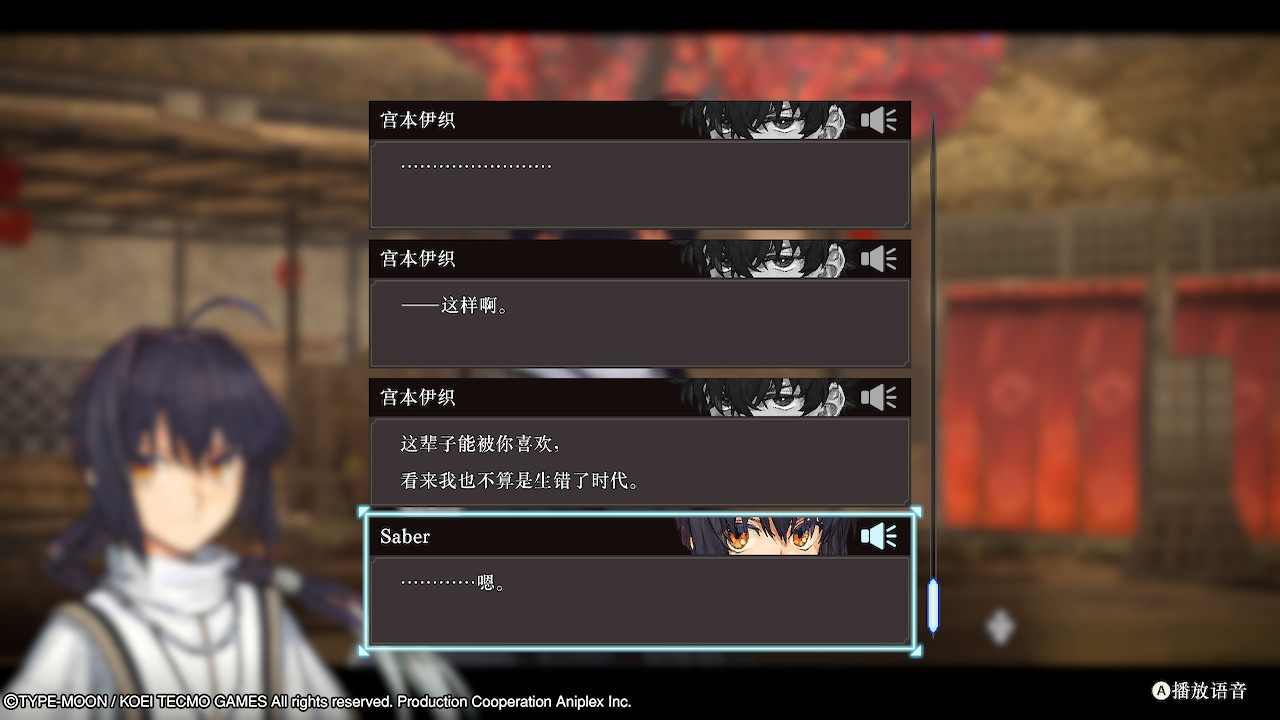 宫本伊织
……………………
宫本伊织
——这样啊。
宫本伊织
这辈子能被你喜欢，
看来我也不算是生错了时代。
Saber
…………嗯。
©TYPE-MOON / KOEI TECMO GAMES All rights reserved. Production Cooperation Aniplex Inc.
A播放语音